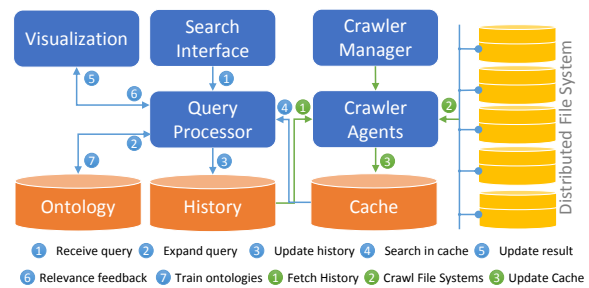 Visualization
Search
Interface
Crawler
Manager
1
5
6
Query
Processor
4
1
Crawler
Agents
2
2
7
3
3
Ontology
History
Cache
Distributed File System
1 Receive query 2 Expand query 3 Update history 4 Search in cache 5 Update result
6 Relevance feedback 7 Train ontologies 1 Fetch History 2 Crawl File Systems 3 Update Cache